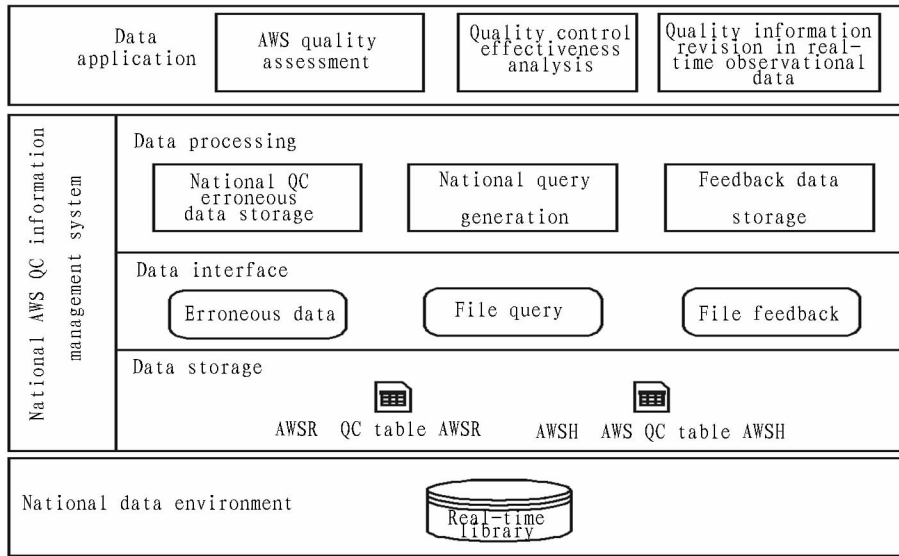 Data
application
AWS quality
assessment
Quality control
effectiveness
analysis
Quality information
revision in real-
time observational
data
National AWS QC information
management system
Data processing
National QC
erroneous
data storage
National query
generation
Feedback data
storage
Data interface
Erroneous data
File query
File feedback
Data storage
AWSR QC table AWSR
AWSH AWS QC table AWSH
National data environment
Real-time
library